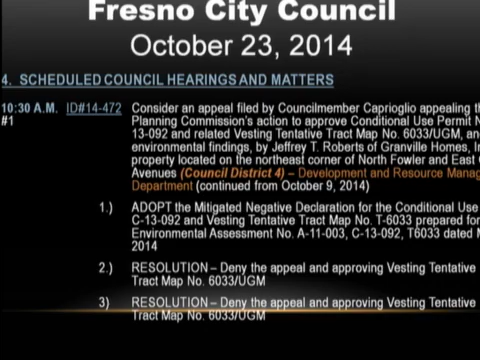 Fresno City Council
October 23, 2014
4. SCHEDULED COUNCIL HEARINGS AND MATTERS
10:30 A.M. ID#14-472 Consider an appeal filed by Councilmember Caprioglio appealing th
#1 Planning Commission's action to approve Conditional Use Permit N
13-092 and related Vesting Tentative Tract Map No. 6033/UGM, an
environmental findings, by Jeffrey T. Roberts of Granville Homes, In
property located on the northeast corner of North Fowler and East
Avenues (Council District 4) – Development and Resource Manag
Department (continued from October 9, 2014)
1.) ADOPT the Mitigated Negative Declaration for the Conditional Use
C-13-092 and Vesting Tentative Tract Map No. T-6033 prepared for
Environmental Assessment No. A-11-003, C-13-092, T6033 dated M
2014
2.) RESOLUTION – Deny the appeal and approving Vesting Tentative
Tract Map No. 6033/UGM
3) RESOLUTION – Deny the appeal and approving Vesting Tentative
Tract Map No. 6033/UGM